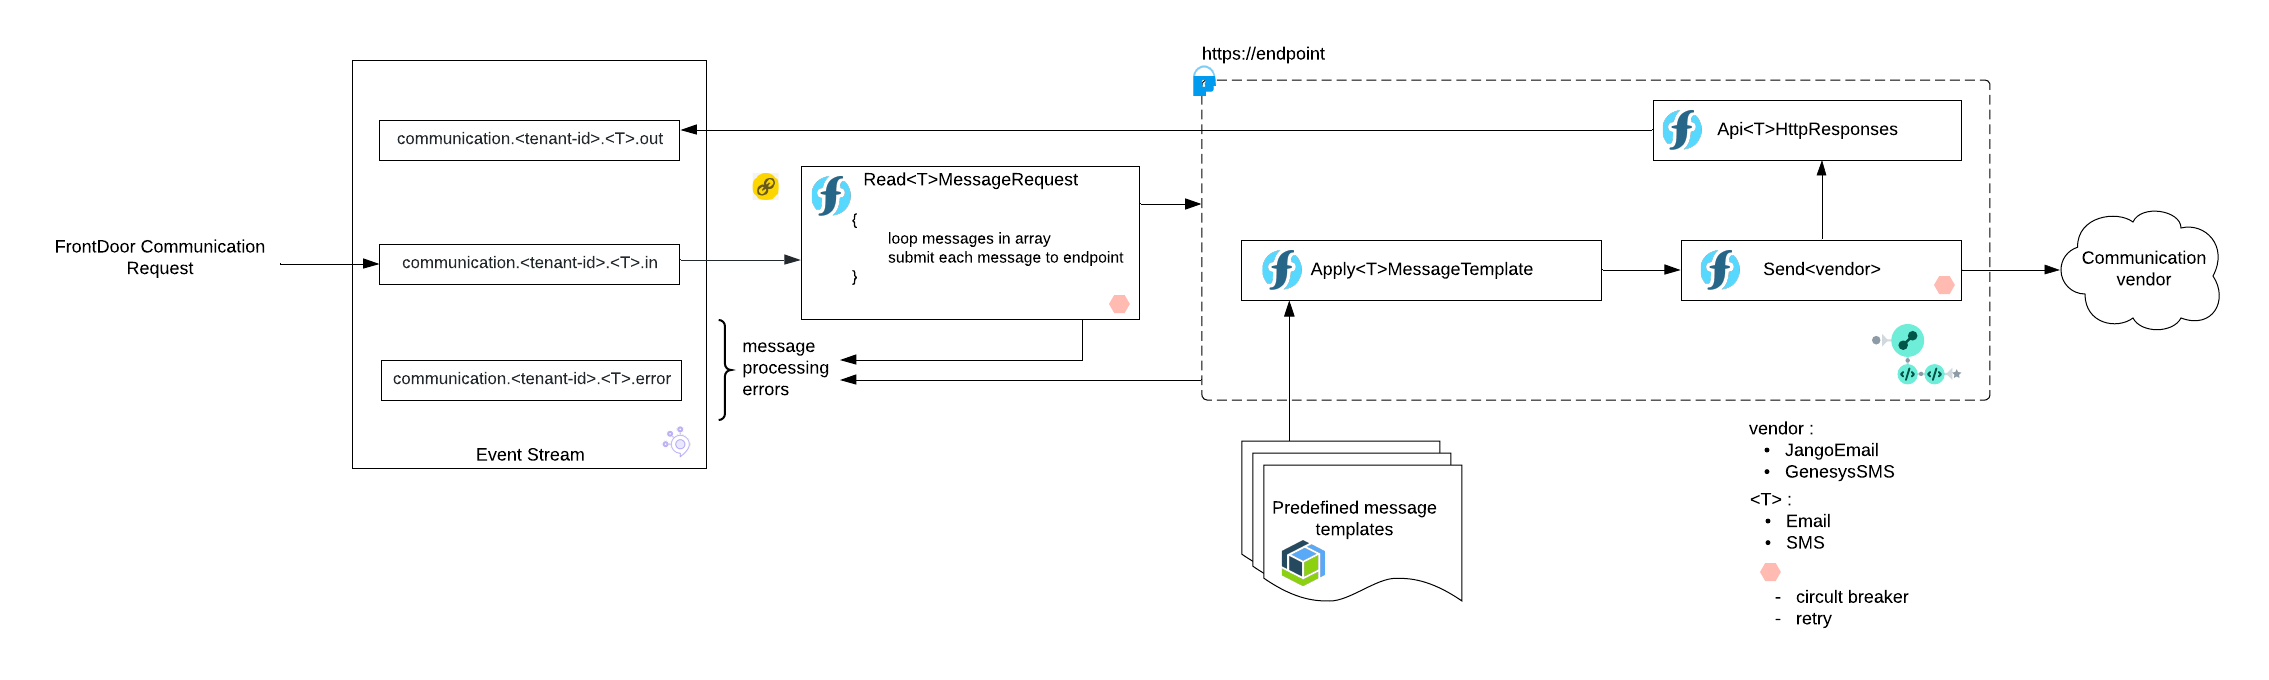 https://endpoint
communication.<tenant-id>.<T>.out
Api<T>HttpResponses
Read<T>MessageRequest
{
loop messages in array
submit each message to endpoint
}
FrontDoor Communication
Request
communication.<tenant-id>.<T>.in
Apply<T>MessageTemplate
Send<vendor>
Communication
vendor
message
processing
errors
communication.<tenant-id>.<T>.error
Event Stream
vendor :
• JangoEmail
• GenesysSMS
<T> :
• Email
• SMS
- circult breaker
- retry
Predefined message
templates